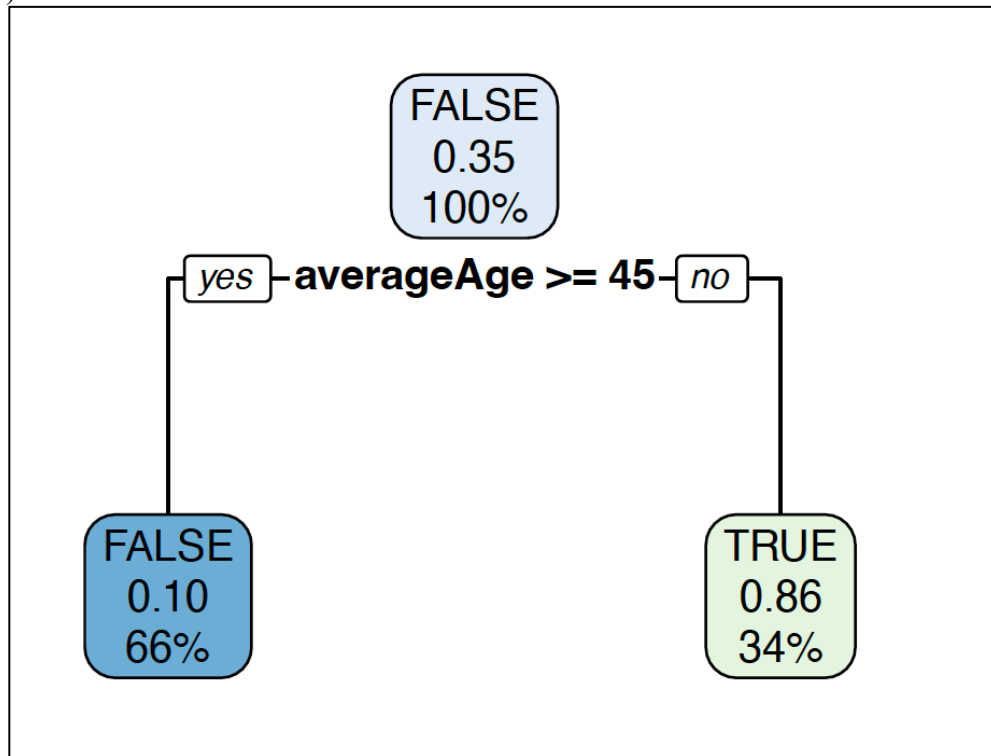 )
FALSE
0.35
100%
yes averageAge >= 45 no
FALSE
0.10
66%
TRUE
0.86
34%